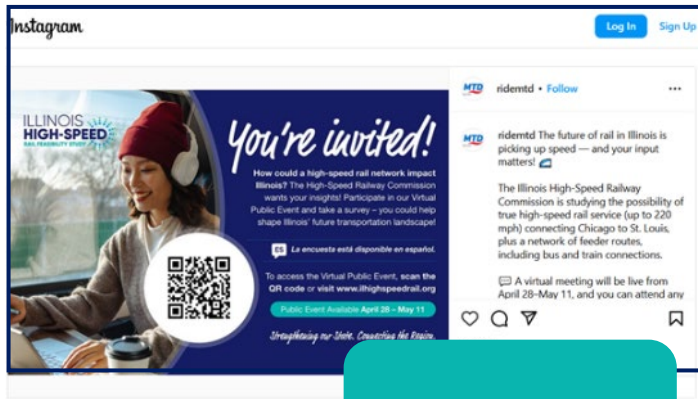 Instagram
Log In
Sign Up
ILLINOIS
HIGH-SPEED
RAIL FEASIBILITY STUDY
You're invited!
How could a high-speed rail network impact
Illinois? The High-Speed Railway Commission
wants your insights! Participate in our Virtual
Public Event and take a survey – you could help
shape Illinois' future transportation landscape!
ES La encuesta está disponible en español.
To access the Virtual Public Event, scan the
QR code or visit www.ilhighspeedrail.org
Public Event Available April 28 – May 11
Strengthening our State. Connecting the Region.
MTD
ridemtd • Follow
MTD
ridemtd The future of rail in Illinois is
picking up speed — and your input
matters!
The Illinois High-Speed Railway
Commission is studying the possibility of
true high-speed rail service (up to 220
mph) connecting Chicago to St. Louis,
plus a network of feeder routes,
including bus and train connections.
A virtual meeting will be live from
April 28–May 11, and you can attend any